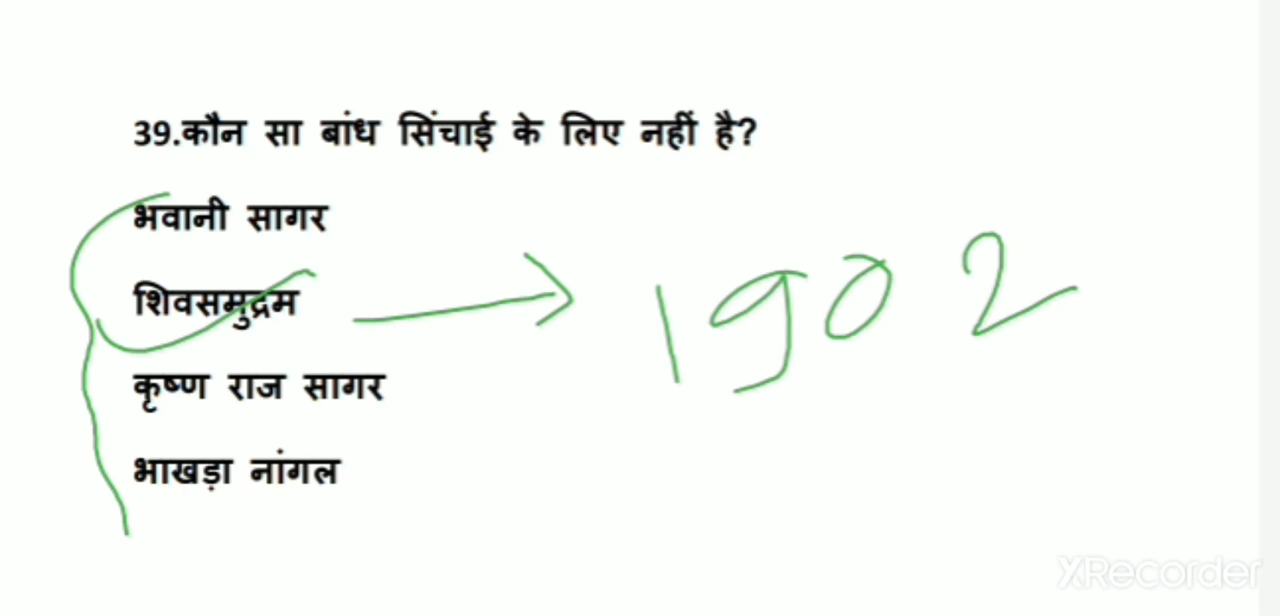 39.कौन सा बांध सिंचाई के लिए नहीं है?
भवानी सागर
शिवसमुद्रम
1902
कृष्ण राज सागर
भाखड़ा नांगल
XRecorder